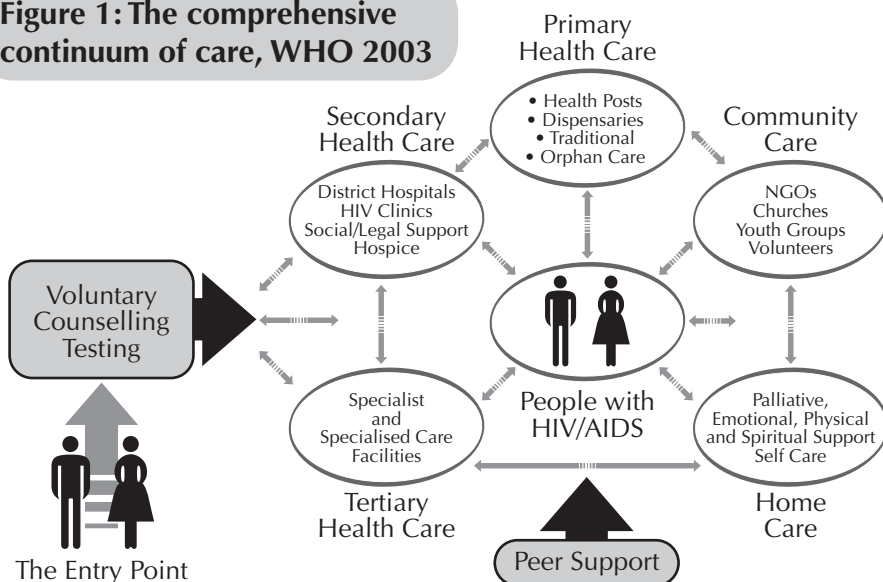 Figure 1: The comprehensive
continuum of care, WHO 2003
Primary
Health Care
• Health Posts
• Dispensaries
• Traditional
• Orphan Care
Secondary
Health Care
District Hospitals
HIV Clinics
Social/Legal Support
Hospice
Community
Care
NGOs
Churches
Youth Groups
Volunteers
Voluntary
Counselling
Testing
People with
HIV/AIDS
Specialist
and
Specialised Care
Facilities
Tertiary
Health Care
Palliative,
Emotional, Physical
and Spiritual Support
Self Care
Home
Care
The Entry Point
Peer Support